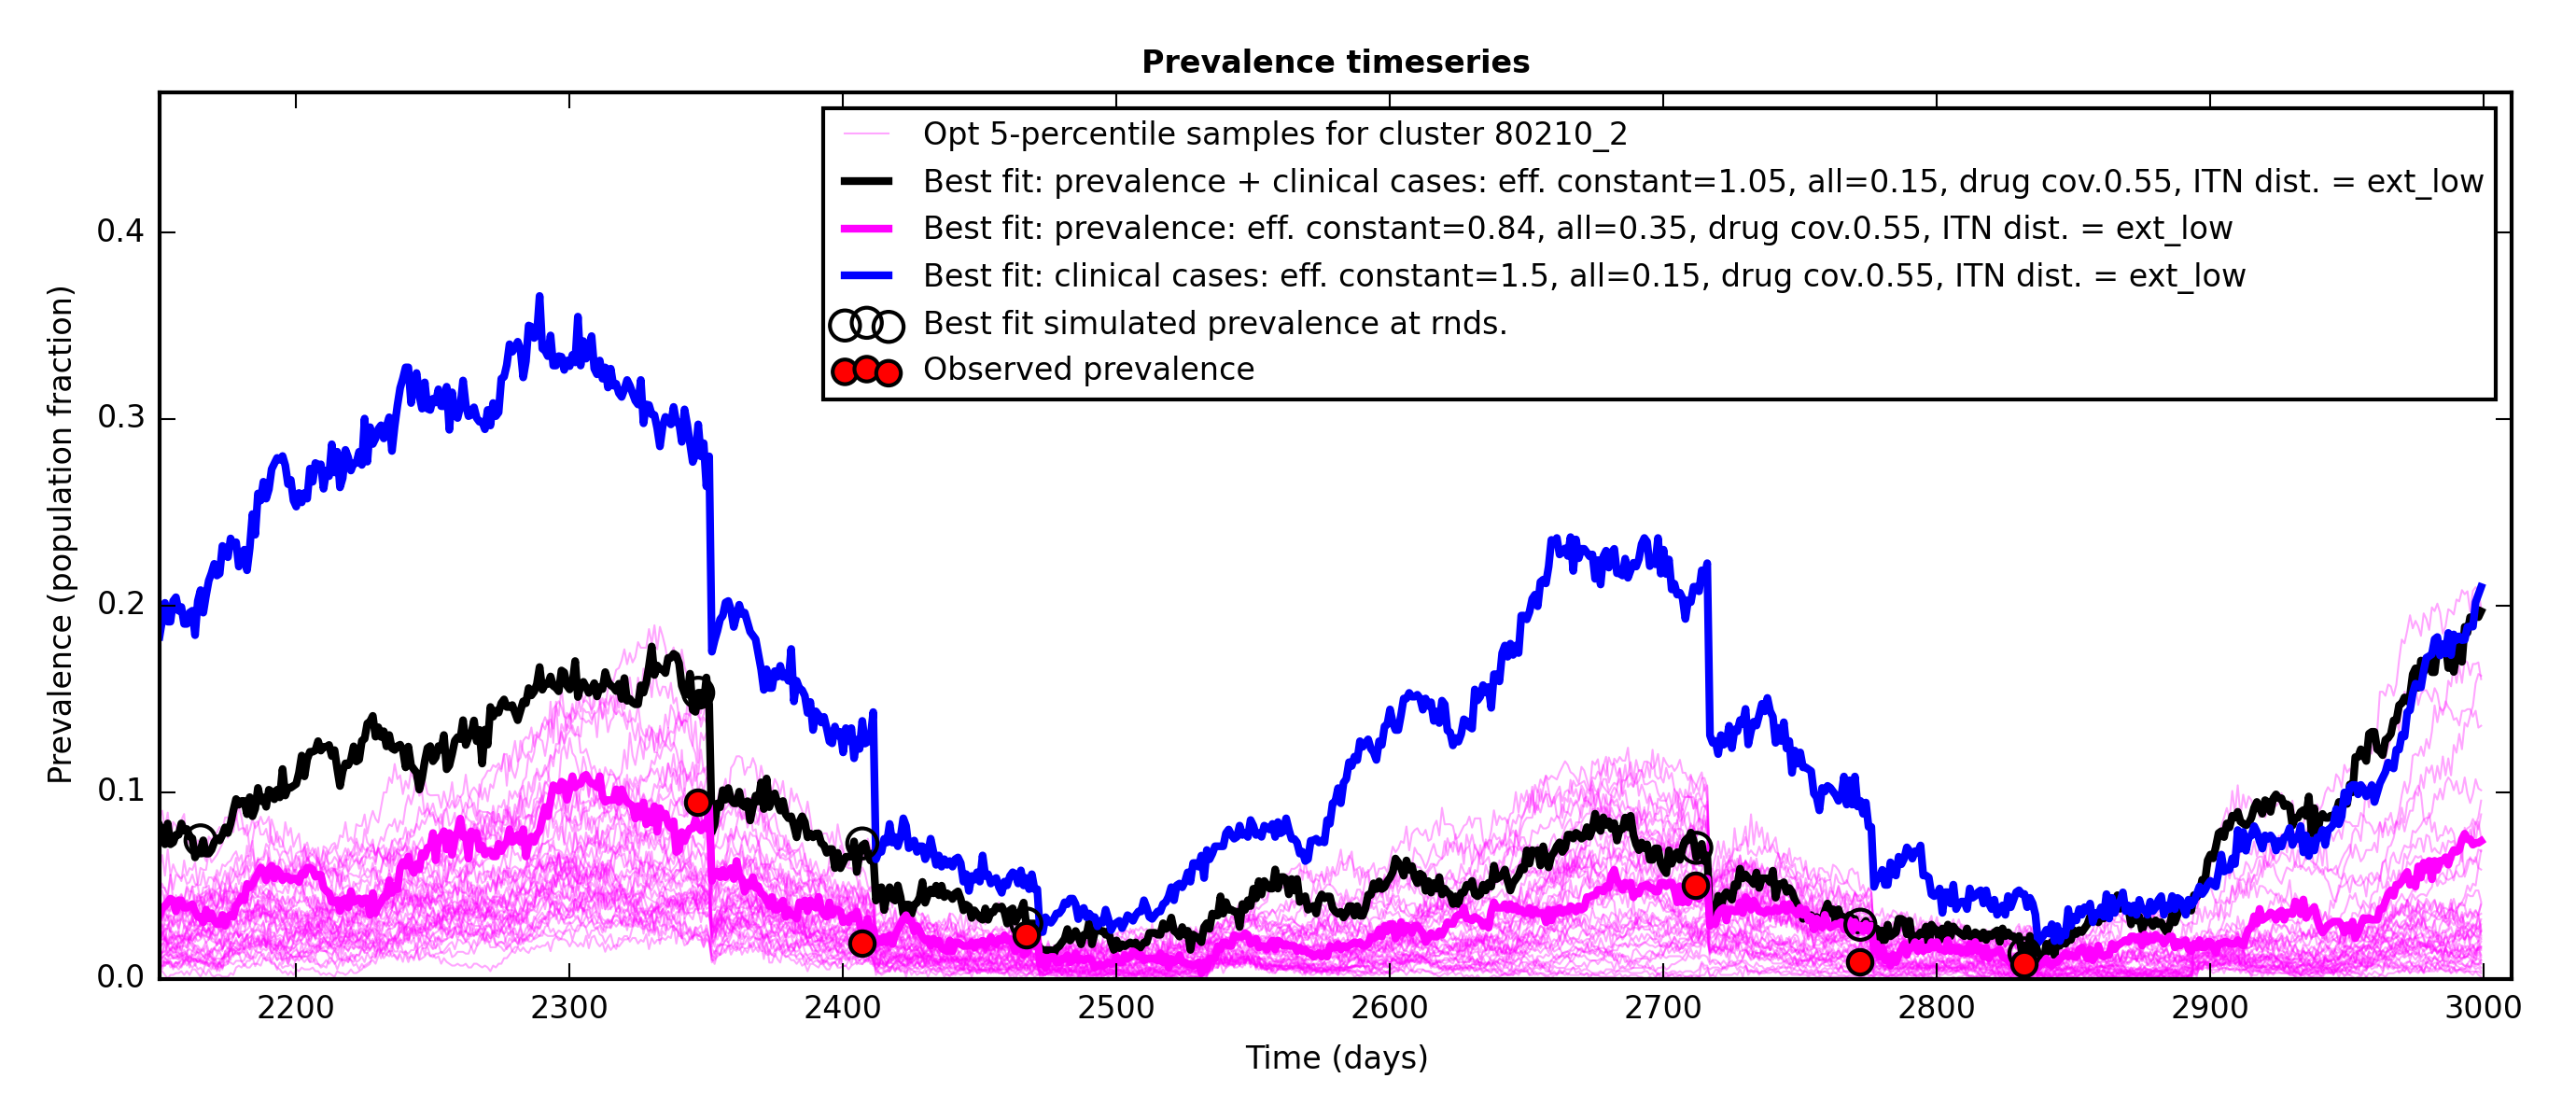 Prevalence timeseries
Opt 5-percentile samples for cluster 80210_2
Best fit: prevalence + clinical cases: eff. constant=1.05, all=0.15, drug cov.0.55, ITN dist. = ext_low
Best fit: prevalence: eff. constant=0.84, all=0.35, drug cov.0.55, ITN dist. = ext_low
Best fit: clinical cases: eff. constant=1.5, all=0.15, drug cov.0.55, ITN dist. = ext_low
Best fit simulated prevalence at rnds.
Observed prevalence
Prevalence (population fraction)
0.4
0.3
0.2
0.1
0.0
2200 2300 2400 2500 2600 2700 2800 2900 3000
Time (days)